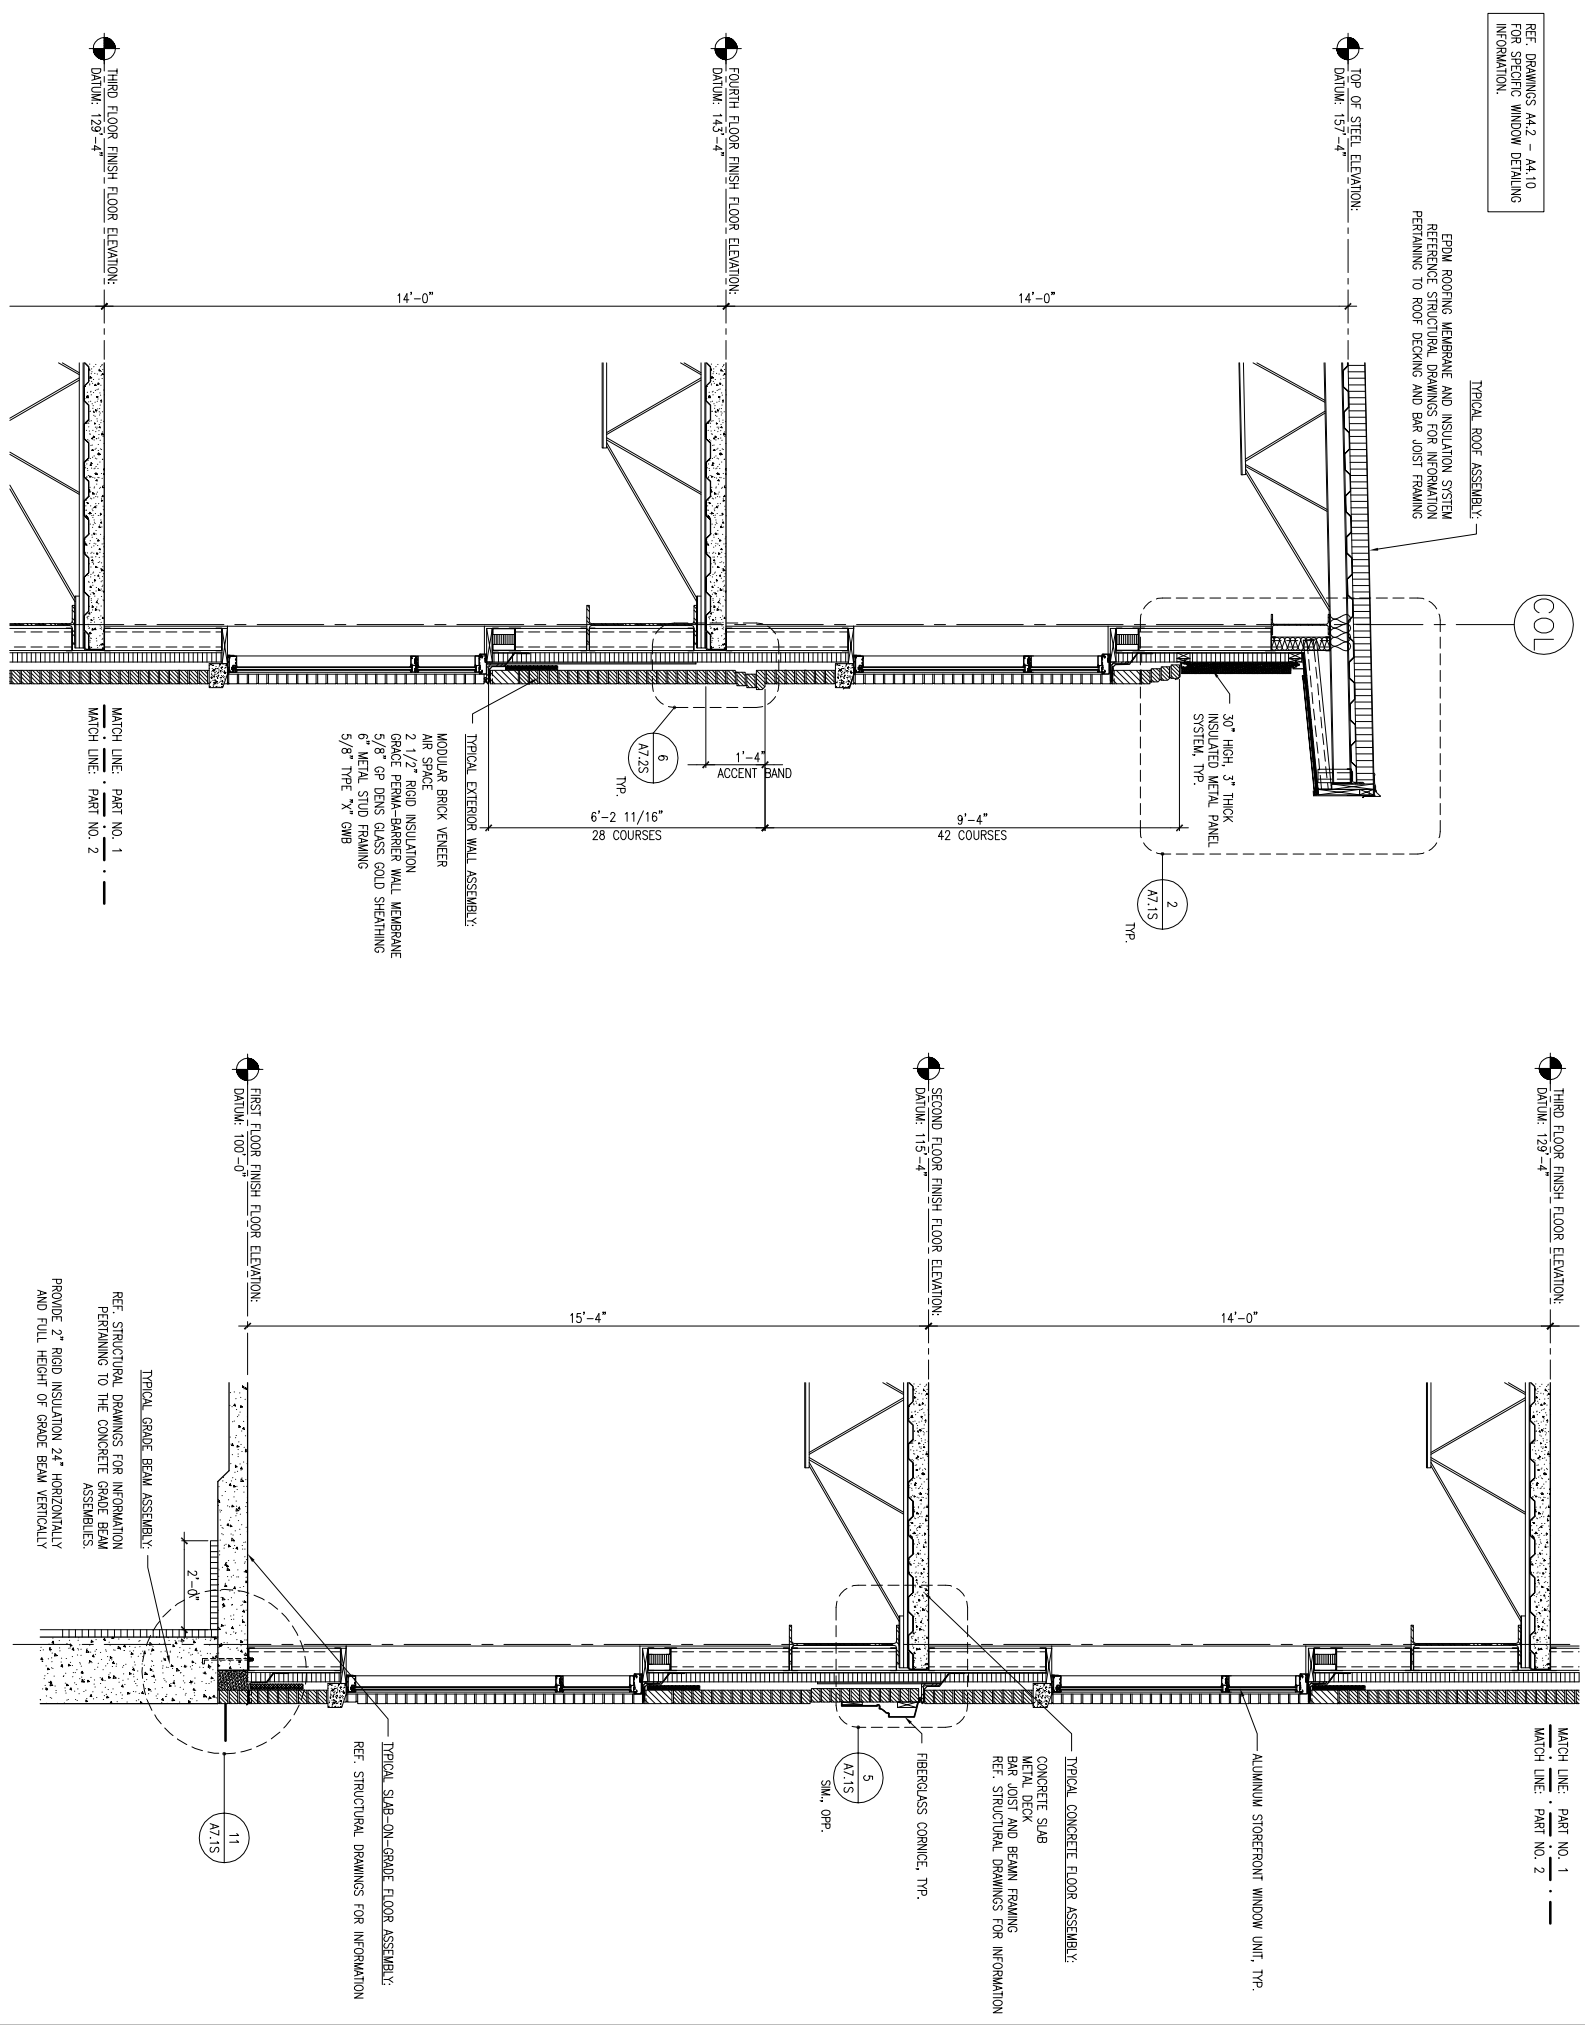 REF. DRAWINGS A4.2 - A4.10
FOR SPECIFIC WINDOW DETAILING
INFORMATION.
COL
TYPICAL ROOF ASSEMBLY:
EPDM ROOFING MEMBRANE AND INSULATION SYSTEM
REFERENCE STRUCTURAL DRAWINGS FOR INFORMATION
PERTAINING TO ROOF DECKING AND BAR JOIST FRAMING
TOP OF STEEL ELEVATION:
DATUM: 157'-4"
14'-0"
30" HIGH, 3" THICK
INSULATED METAL PANEL
SYSTEM, TYP.
2
A7.1S
TYP.
9'-4"
42 COURSES
FOURTH FLOOR FINISH FLOOR ELEVATION:
DATUM: 143'-4"
1'-4"
ACCENT BAND
6
A7.2S
TYP.
6'-2 11/16"
28 COURSES
14'-0"
TYPICAL EXTERIOR WALL ASSEMBLY:
MODULAR BRICK VENEER
AIR SPACE
2 1/2" RIGID INSULATION
GRACE PERMA-BARRIER WALL MEMBRANE
5/8" GP DENS GLASS GOLD SHEATHING
6" METAL STUD FRAMING
5/8" TYPE "X" GWB
THIRD FLOOR FINISH FLOOR ELEVATION:
DATUM: 129'-4"
MATCH LINE: PART NO. 1
MATCH LINE: PART NO. 2
THIRD FLOOR FINISH FLOOR ELEVATION:
DATUM: 129'-4"
MATCH LINE: PART NO. 1
MATCH LINE: PART NO. 2
14'-0"
ALUMINUM STOREFRONT WINDOW UNIT, TYP.
TYPICAL CONCRETE FLOOR ASSEMBLY:
CONCRETE SLAB
METAL DECK
BAR JOIST AND BEAMN FRAMING
REF. STRUCTURAL DRAWINGS FOR INFORMATION
SECOND FLOOR FINISH FLOOR ELEVATION:
DATUM: 115'-4"
FIBERGLASS CORNICE, TYP.
5
A7.1S
SIM., OPP.
15'-4"
TYPICAL SLAB-ON-GRADE FLOOR ASSEMBLY:
REF. STRUCTURAL DRAWINGS FOR INFORMATION
FIRST FLOOR FINISH FLOOR ELEVATION:
DATUM: 100'-0"
11
A7.1S
2'-0"
TYPICAL GRADE BEAM ASSEMBLY:
REF. STRUCTURAL DRAWINGS FOR INFORMATION
PERTAINING TO THE CONCRETE GRADE BEAM
ASSEMBLIES.
PROVIDE 2" RIGID INSULATION 24" HORIZONTALLY
AND FULL HEIGHT OF GRADE BEAM VERTICALLY